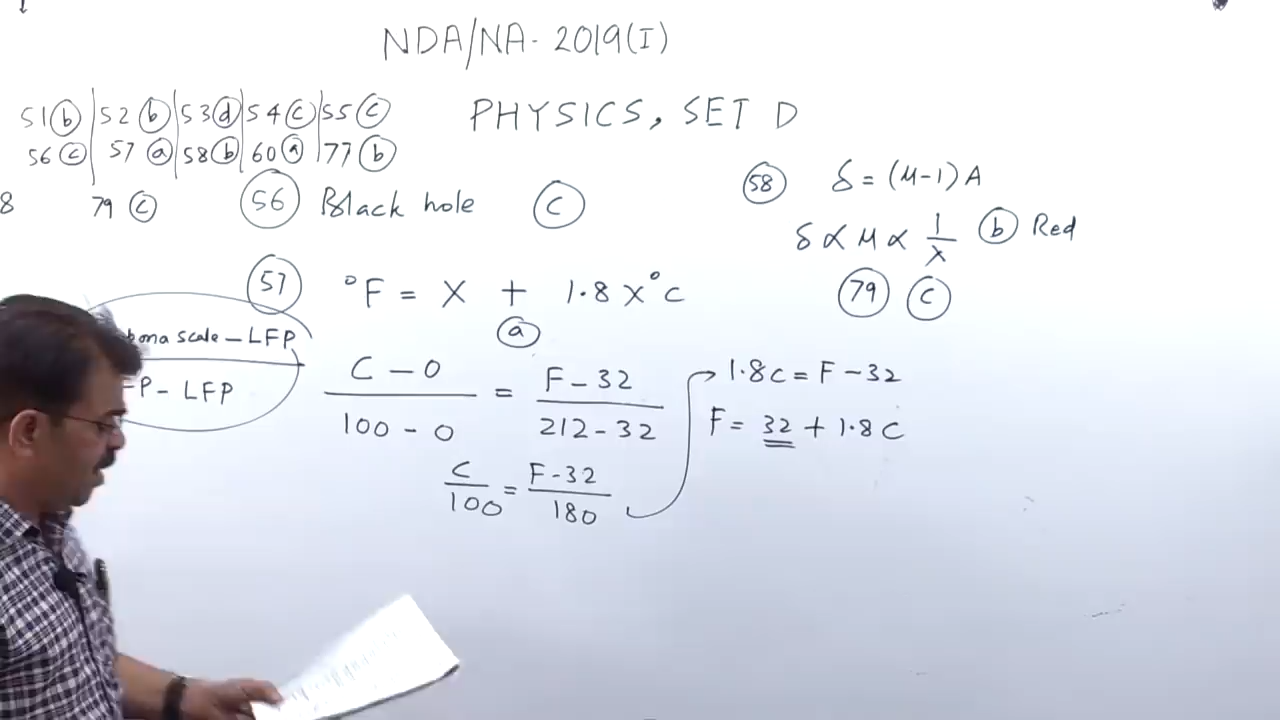 NDA/NA-2019(I)
PHYSICS, SET D
51 b | 52 b | 53 d | 54 c | 55 c
56 c | 57 a | 58 b | 60 a | 77 b
8 79 c
56 Black hole c
57 °F = X + 1.8 x°C
a
scale - LFP
P - LFP
C - 0 / 100 - 0 = F - 32 / 212 - 32
C / 100 = F - 32 / 180
1.8C = F - 32
F = 32 + 1.8 C
58 δ = (μ-1) A
δ ∝ μ ∝ 1/λ b Red
79 c